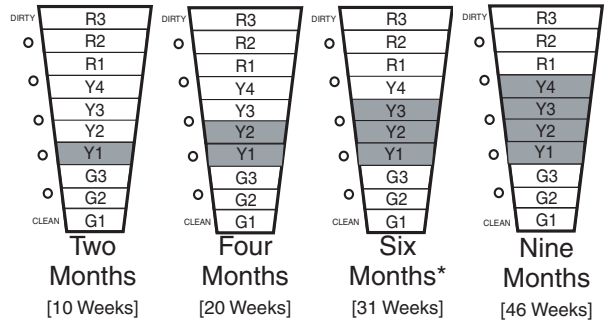 DIRTY R3
R2
R1
Y4
Y3
Y2
Y1
G3
G2
CLEAN G1
Two
Months
[10 Weeks]
DIRTY R3
R2
R1
Y4
Y3
Y2
Y1
G3
G2
CLEAN G1
Four
Months
[20 Weeks]
DIRTY R3
R2
R1
Y4
Y3
Y2
Y1
G3
G2
CLEAN G1
Six
Months*
[31 Weeks]
DIRTY R3
R2
R1
Y4
Y3
Y2
Y1
G3
G2
CLEAN G1
Nine
Months
[46 Weeks]